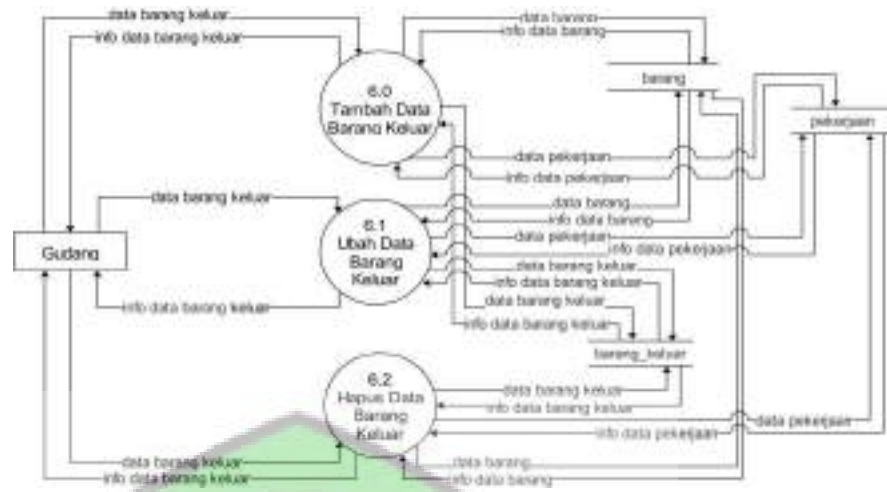 data barang keluar
info data barang keluar
data barang
info data barang
barang
6.0
Tambah Data
Barang Keluar
pekerjaan
data pekerjaan
info data pekerjaan
data barang keluar
6.1
Ubah Data
Barang
Keluar
data barang
info data barang
data pekerjaan
info data pekerjaan
Gudang
data barang keluar
info data barang keluar
data barang keluar
info data barang keluar
info data barang keluar
barang_keluar
6.2
Hapus Data
Barang
Keluar
data barang keluar
info data barang keluar
data pekerjaan
info data pekerjaan
data barang keluar
info data barang keluar
data barang
info data barang